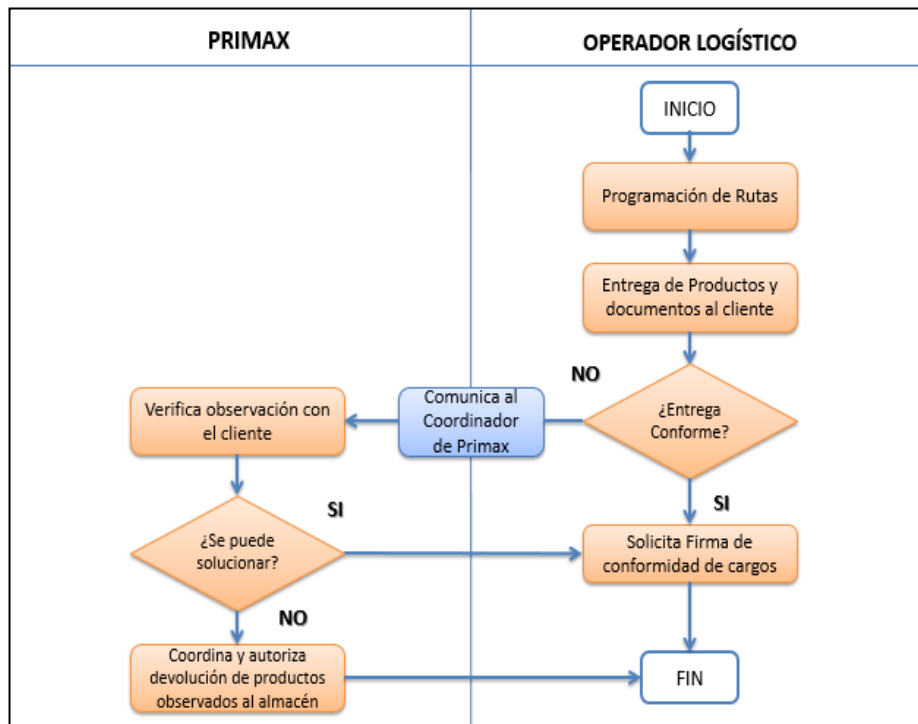 PRIMAX
OPERADOR LOGÍSTICO
INICIO
Programación de Rutas
Entrega de Productos y
documentos al cliente
NO
¿Entrega
Conforme?
Comunica al
Coordinador
de Primax
Verifica observación con
el cliente
SI
SI
¿Se puede
solucionar?
Solicita Firma de
conformidad de cargos
NO
Coordina y autoriza
devolución de productos
observados al almacén
FIN